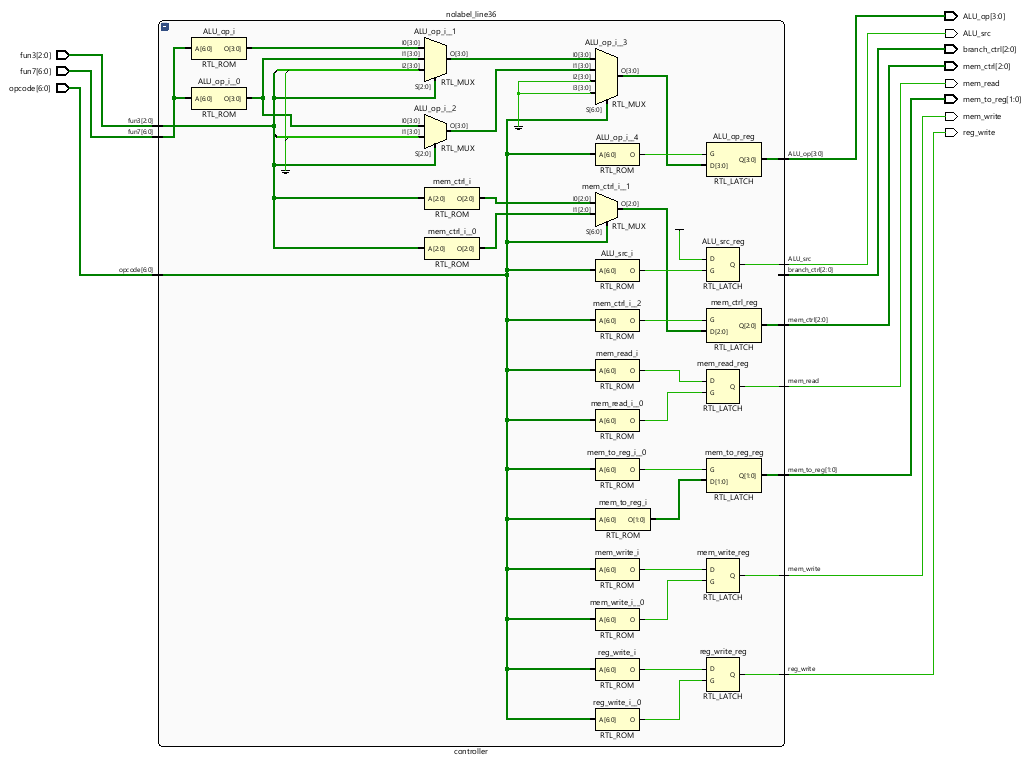 nolabel_line36
ALU_op[3:0]
ALU_src
branch_ctrl[2:0]
mem_ctrl[2:0]
mem_read
mem_to_reg[1:0]
mem_write
reg_write
fun3[2:0]
fun7[6:0]
opcode[6:0]
fun3[2:0]
fun7[6:0]
opcode[6:0]
ALU_op_i
A[6:0] O[3:0]
RTL_ROM
ALU_op_i__0
A[6:0] O[3:0]
RTL_ROM
ALU_op_i__1
I0[3:0]
I1[3:0]
I2[3:0]
O[3:0]
S[2:0]
RTL_MUX
ALU_op_i__2
I0[3:0]
I1[3:0]
O[3:0]
S[2:0]
RTL_MUX
mem_ctrl_i
A[2:0] O[2:0]
RTL_ROM
mem_ctrl_i__0
A[2:0] O[2:0]
RTL_ROM
ALU_op_i__3
I0[3:0]
I1[3:0]
I2[3:0]
I3[3:0]
O[3:0]
S[6:0]
RTL_MUX
ALU_op_i__4
A[6:0] O
RTL_ROM
mem_ctrl_i__1
I0[2:0]
I1[2:0]
O[2:0]
S[6:0]
RTL_MUX
ALU_src_i
A[6:0] O
RTL_ROM
mem_ctrl_i__2
A[6:0] O
RTL_ROM
mem_read_i
A[6:0] O
RTL_ROM
mem_read_i__0
A[6:0] O
RTL_ROM
mem_to_reg_i__0
A[6:0] O
RTL_ROM
mem_to_reg_i
A[6:0] O[1:0]
RTL_ROM
mem_write_i
A[6:0] O
RTL_ROM
mem_write_i__0
A[6:0] O
RTL_ROM
reg_write_i
A[6:0] O
RTL_ROM
reg_write_i__0
A[6:0] O
RTL_ROM
ALU_op_reg
G
D[3:0]
Q[3:0]
RTL_LATCH
ALU_src_reg
D
G
Q
RTL_LATCH
mem_ctrl_reg
G
D[2:0]
Q[2:0]
RTL_LATCH
mem_read_reg
D
G
Q
RTL_LATCH
mem_to_reg_reg
G
D[1:0]
Q[1:0]
RTL_LATCH
mem_write_reg
D
G
Q
RTL_LATCH
reg_write_reg
D
G
Q
RTL_LATCH
ALU_op[3:0]
ALU_src
branch_ctrl[2:0]
mem_ctrl[2:0]
mem_read
mem_to_reg[1:0]
mem_write
reg_write
controller